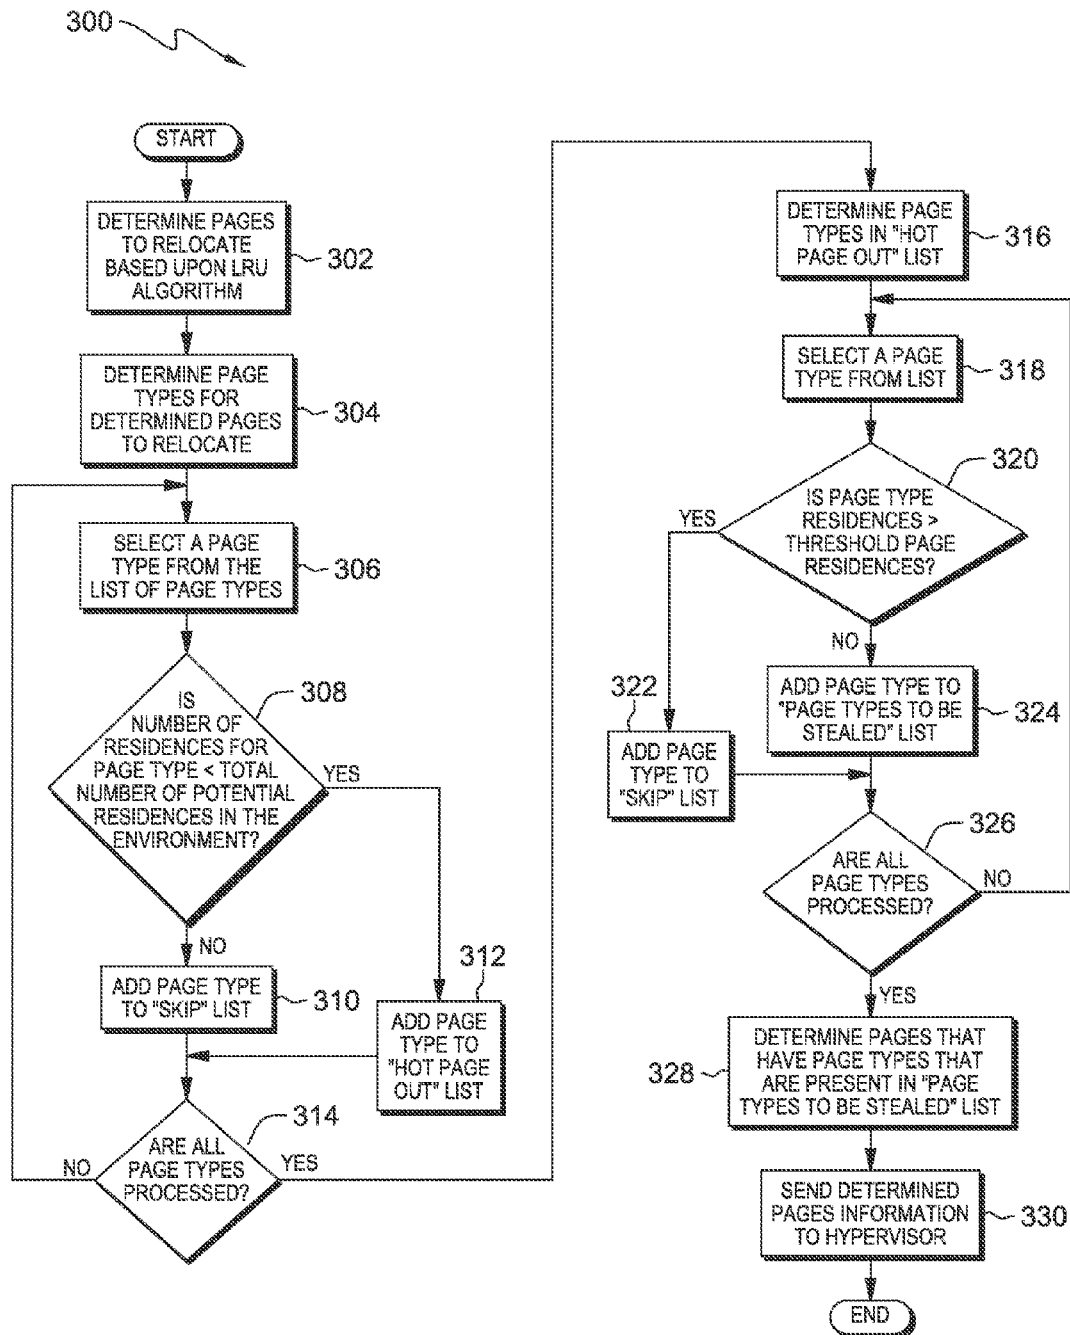 300
START
DETERMINE PAGES
TO RELOCATE
BASED UPON LRU
ALGORITHM
302
DETERMINE PAGE
TYPES FOR
DETERMINED PAGES
TO RELOCATE
304
SELECT A PAGE
TYPE FROM THE
LIST OF PAGE TYPES
306
IS
NUMBER OF
RESIDENCES FOR
PAGE TYPE < TOTAL
NUMBER OF POTENTIAL
RESIDENCES IN THE
ENVIRONMENT?
308
YES
NO
ADD PAGE TYPE
TO "SKIP" LIST
310
312
ADD PAGE
TYPE TO
"HOT PAGE
OUT" LIST
314
ARE ALL
PAGE TYPES
PROCESSED?
NO
YES
DETERMINE PAGE
TYPES IN "HOT
PAGE OUT" LIST
316
SELECT A PAGE
TYPE FROM LIST
318
320
IS PAGE TYPE
RESIDENCES >
THRESHOLD PAGE
RESIDENCES?
YES
NO
322
ADD PAGE
TYPE TO
"SKIP" LIST
ADD PAGE TYPE TO
"PAGE TYPES TO BE
STEALED" LIST
324
326
ARE ALL
PAGE TYPES
PROCESSED?
NO
YES
328
DETERMINE PAGES THAT
HAVE PAGE TYPES THAT
ARE PRESENT IN "PAGE
TYPES TO BE STEALED" LIST
SEND DETERMINED
PAGES INFORMATION
TO HYPERVISOR
330
END